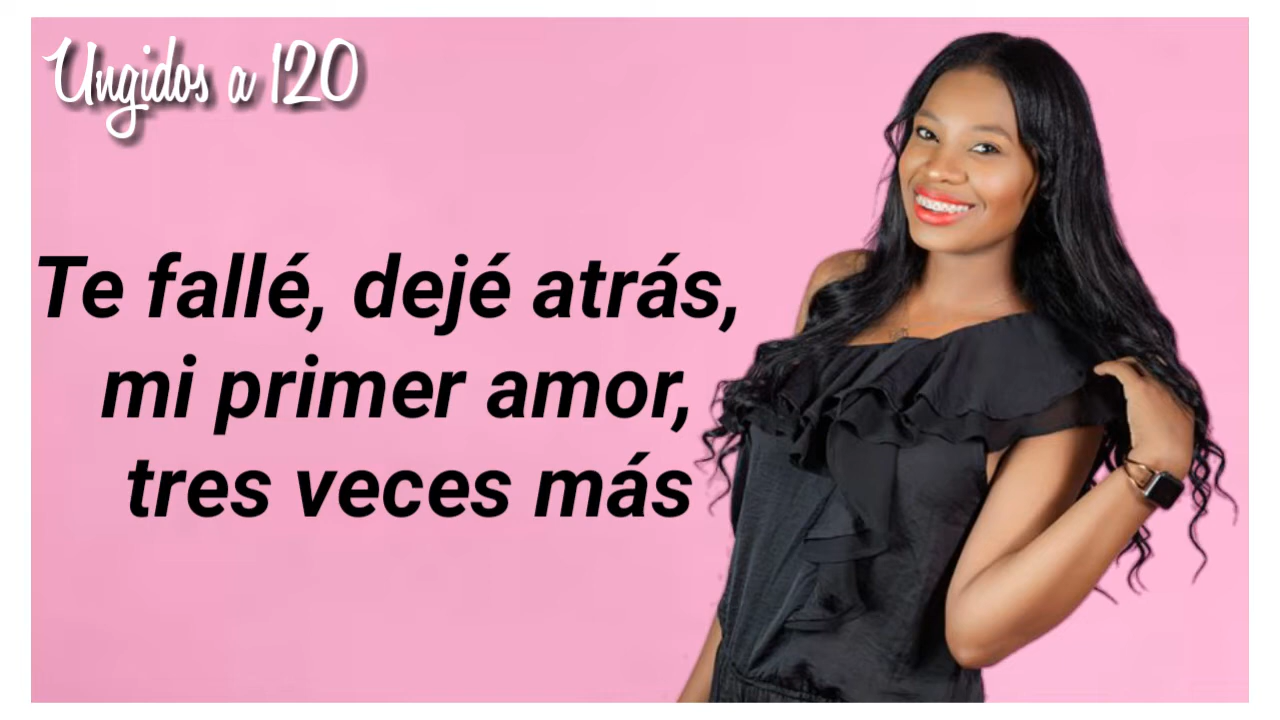 Ungidos a 120
Te fallé, dejé atrás,
mi primer amor,
tres veces más